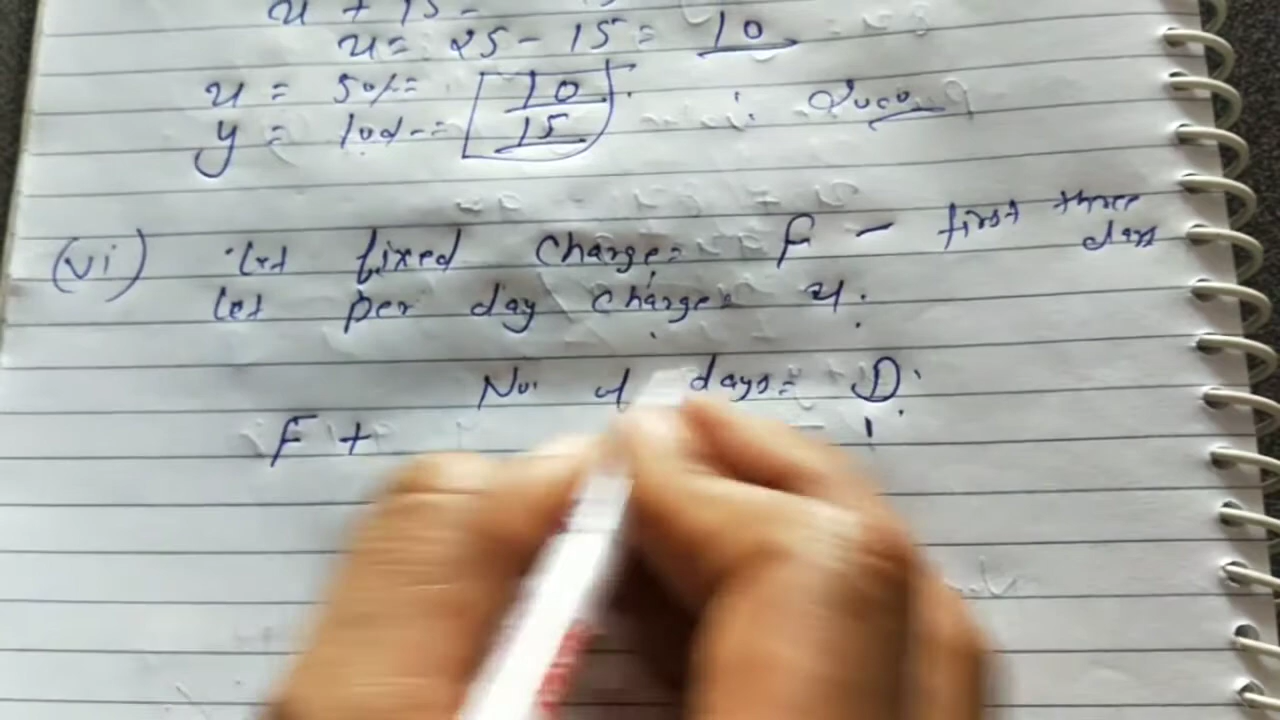 x + 15 =
x = 25 - 15 = 10
x = 50/- = 10
y = 100/- = 15
(vi) Let fixed charge = F - first three days
Let per day charge = x.
No. of days = D.
F +